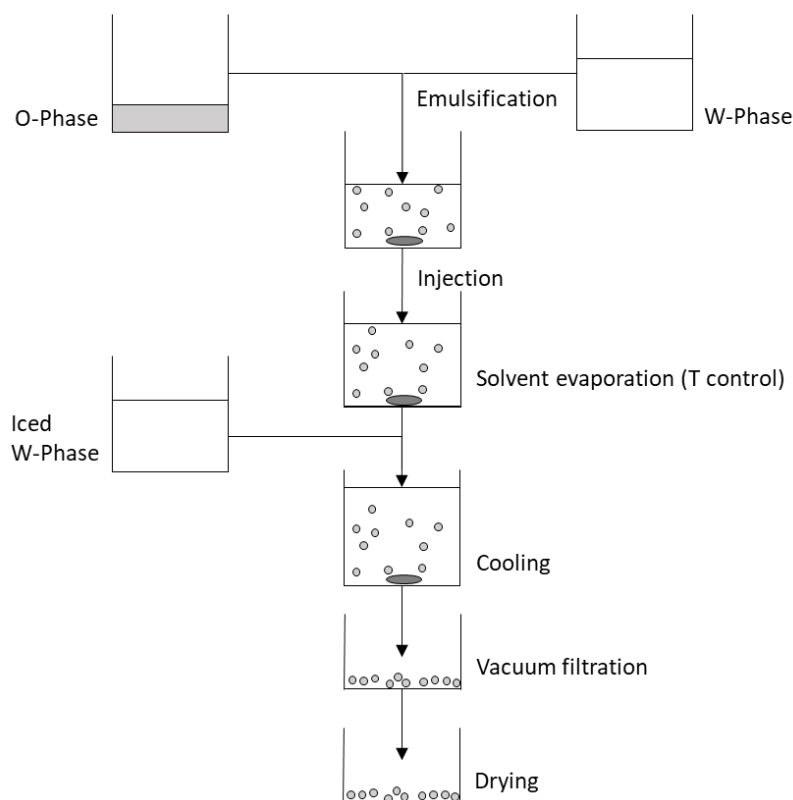 Emulsification
O-Phase
W-Phase
Injection
Solvent evaporation (T control)
Iced
W-Phase
Cooling
Vacuum filtration
Drying